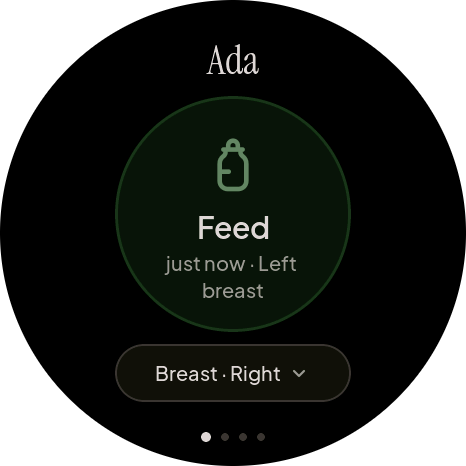 Ada
Feed
just now · Left
breast
Breast · Right